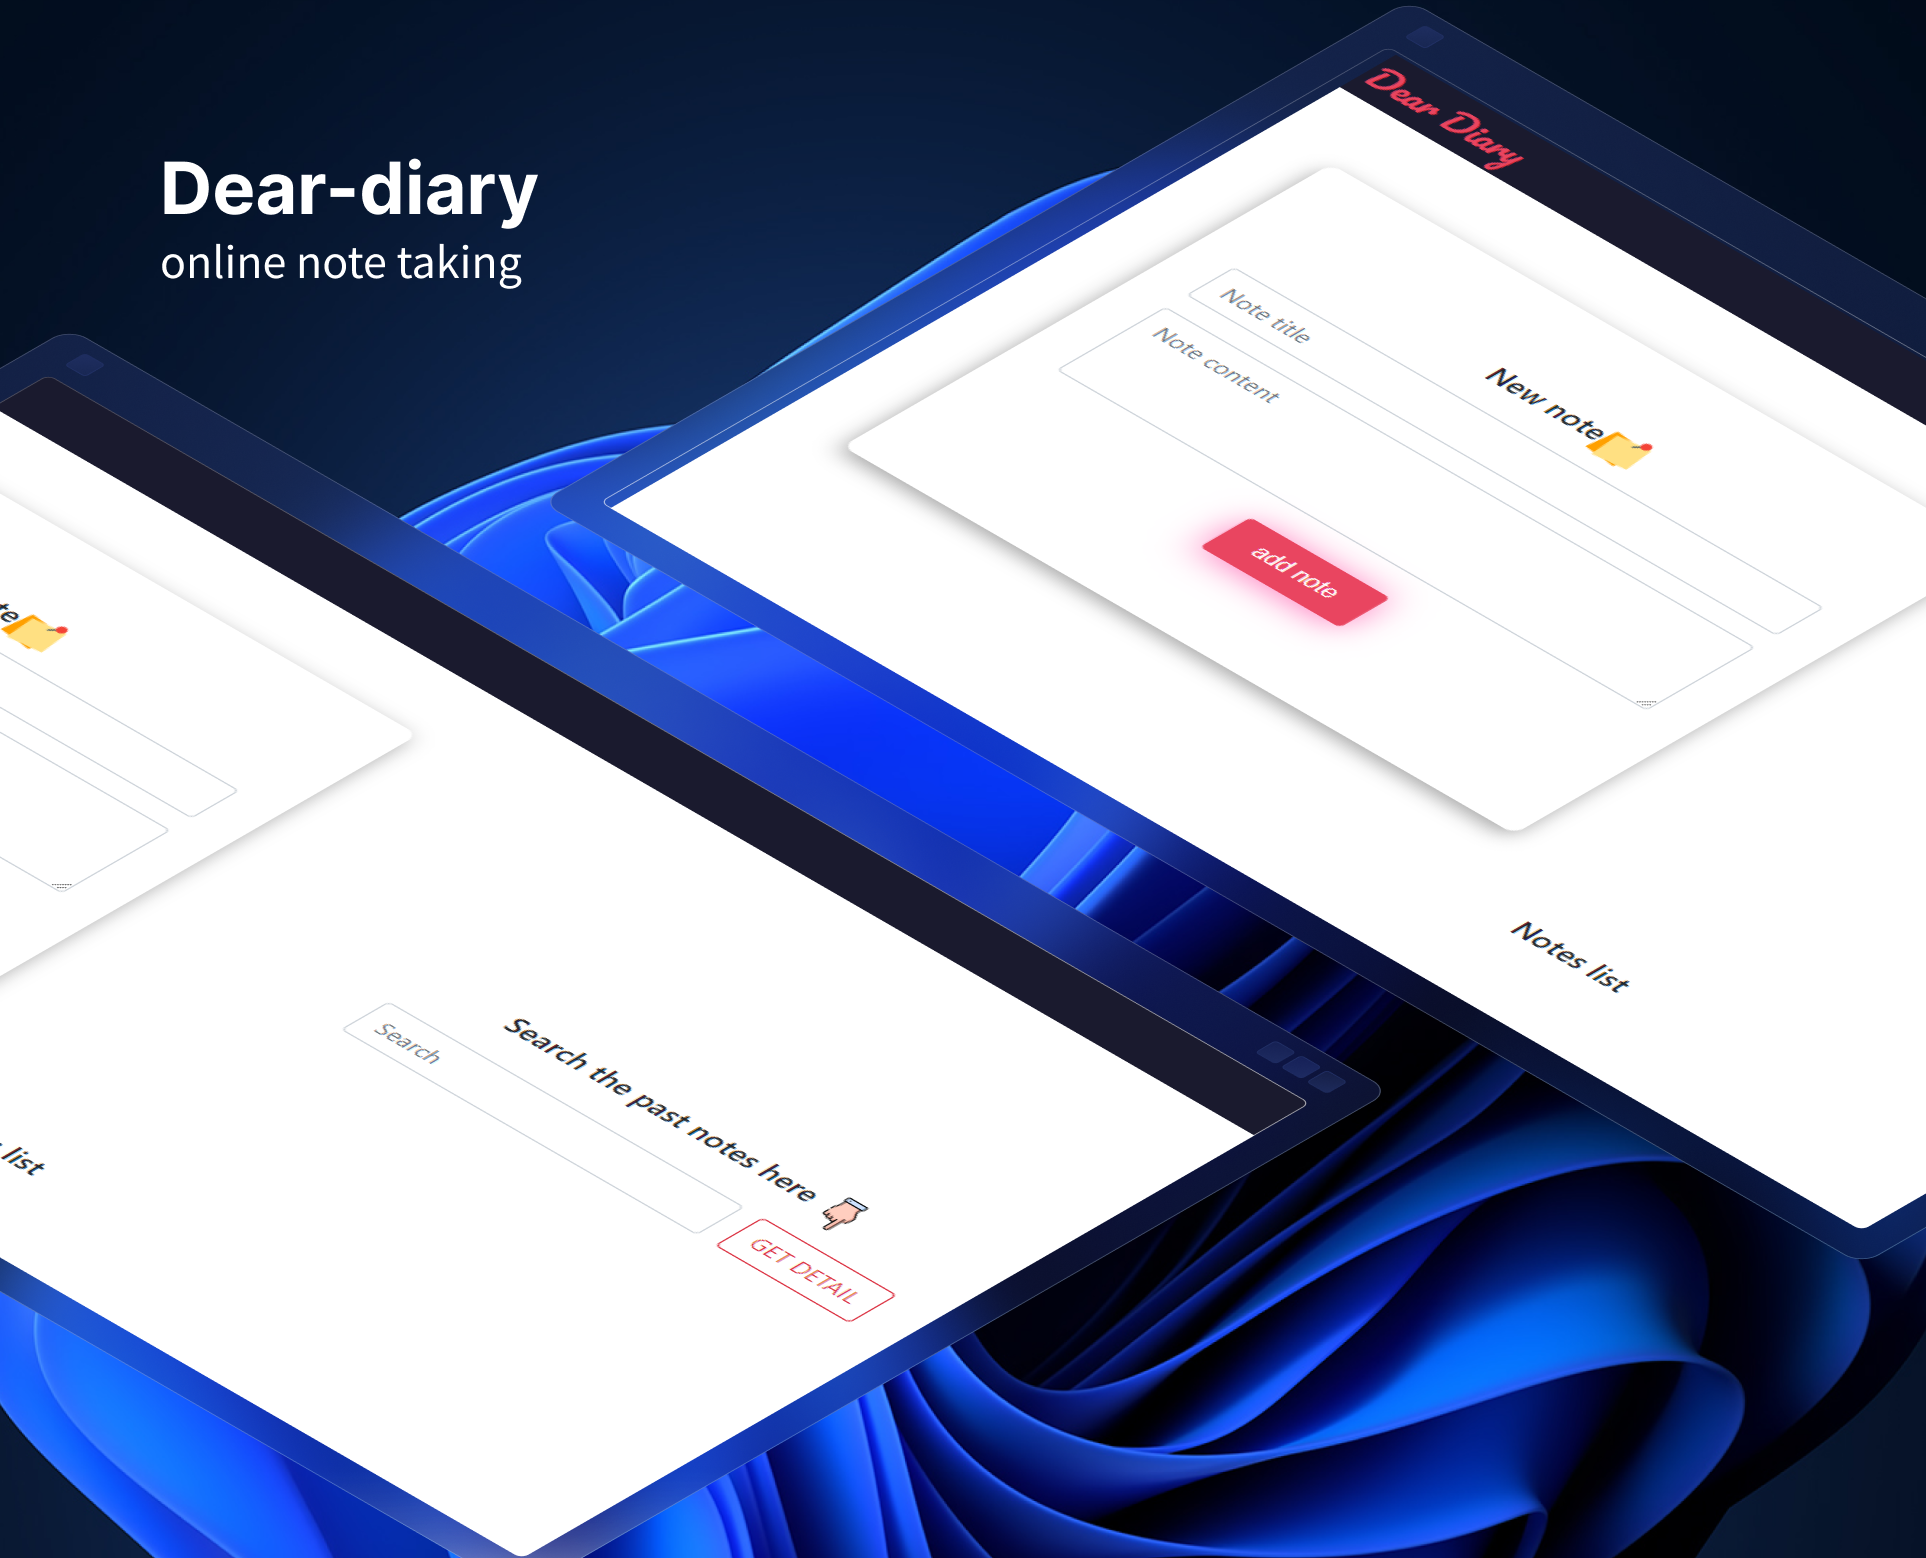 Dear-diary
online note taking
Dear Diary
New note
Note title
Note content
add note
Notes list
Search the past notes here
Search
GET DETAIL
list